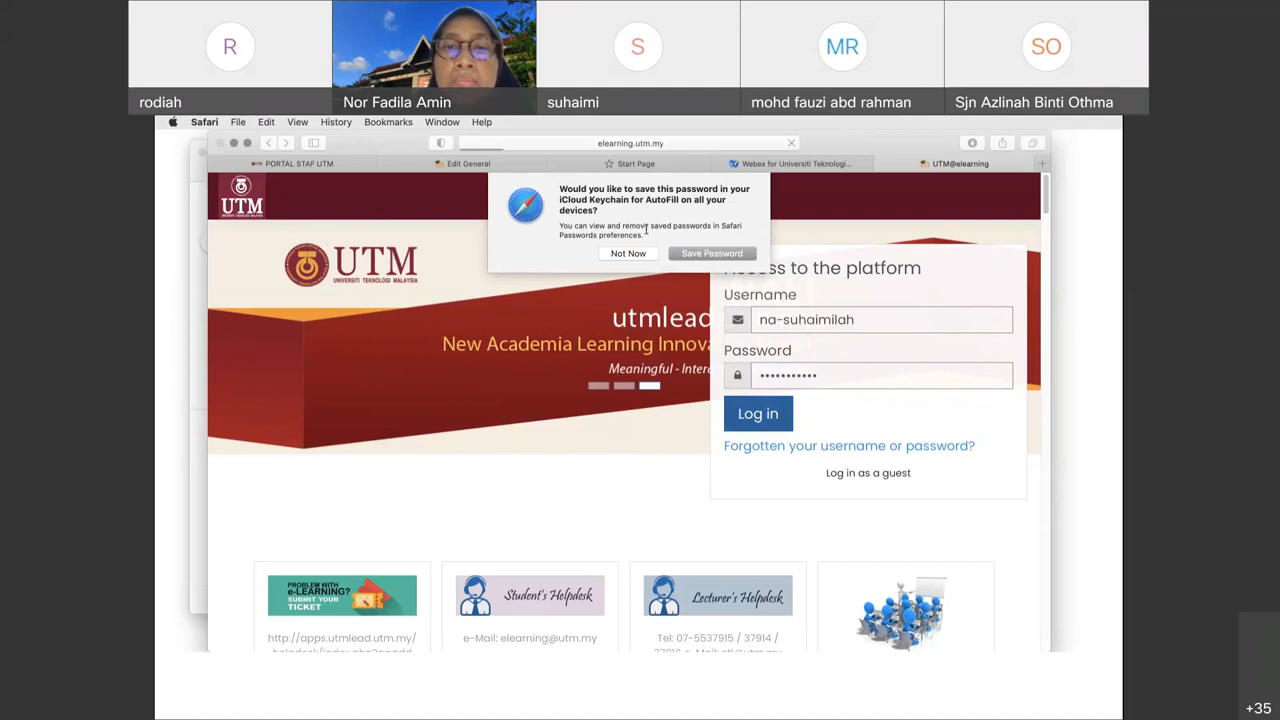 R
S
MR
SO
rodiah
Nor Fadila Amin
suhaimi
mohd fauzi abd rahman
Sjn Azlinah Binti Othma
Safari File Edit View History Bookmarks Window Help
elearning.utm.my
PORTAL STAF UTM
Edit General
Start Page
Webex for Universiti Teknologi...
UTM@elearning
UTM
Would you like to save this password in your
iCloud Keychain for AutoFill on all your
devices?
You can view and remove saved passwords in Safari
Passwords preferences.
Not Now
Save Password
UTM
UNIVERSITI TEKNOLOGI MALAYSIA
utmlead
New Academia Learning Innova
Meaningful - Intera
Access to the platform
Username
na-suhaimilah
Password
•••••••••••
Log in
Forgotten your username or password?
Log in as a guest
PROBLEM WITH
e-LEARNING?
SUBMIT YOUR
TICKET
http://apps.utmlead.utm.my/
Student's Helpdesk
e-Mail: elearning@utm.my
Lecturer's Helpdesk
Tel: 07-5537915 / 37914 /
+35